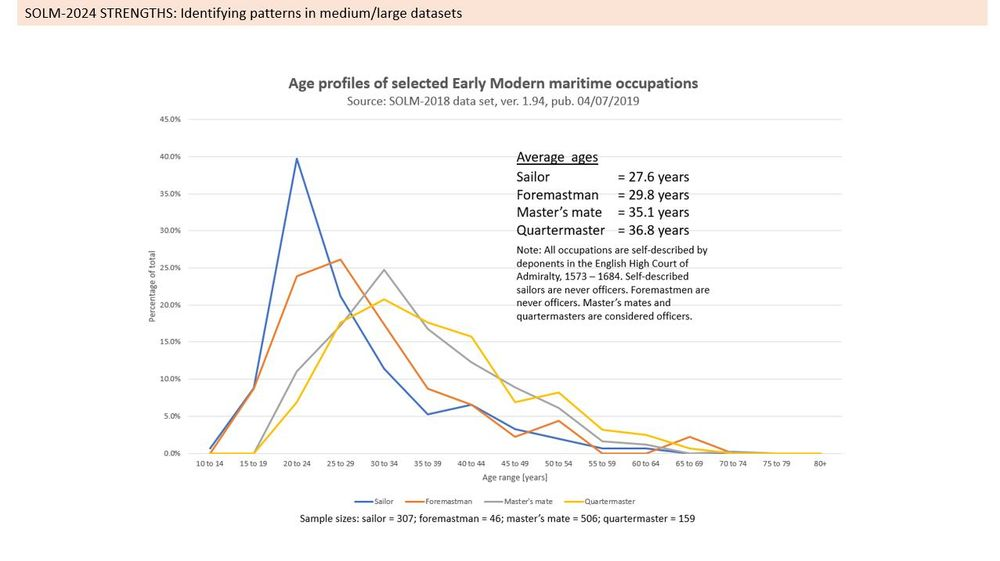 SOLM-2024 STRENGTHS: Identifying patterns in medium/large datasets
Age profiles of selected Early Modern maritime occupations
Source: SOLM-2018 data set, ver. 1.94, pub. 04/07/2019
45.0%
40.0%
35.0%
30.0%
25.0%
20.0%
15.0%
10.0%
5.0%
0.0%
Percentage of total
Average ages
Sailor = 27.6 years
Foremastman = 29.8 years
Master's mate = 35.1 years
Quartermaster = 36.8 years
Note: All occupations are self-described by
deponents in the English High Court of
Admiralty, 1573 – 1684. Self-described
sailors are never officers. Foremastmen are
never officers. Master's mates and
quartermasters are considered officers.
10 to 14 15 to 19 20 to 24 25 to 29 30 to 34 35 to 39 40 to 44 45 to 49 50 to 54 55 to 59 60 to 64 65 to 69 70 to 74 75 to 79 80+
Age range [years]
Sailor Foremastman Master's mate Quartermaster
Sample sizes: sailor = 307; foremastman = 46; master's mate = 506; quartermaster = 159